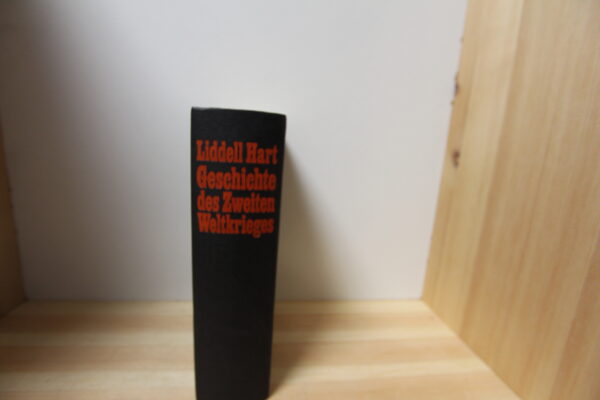 Liddell Hart
Geschichte
des Zweiten
Weltkrieges